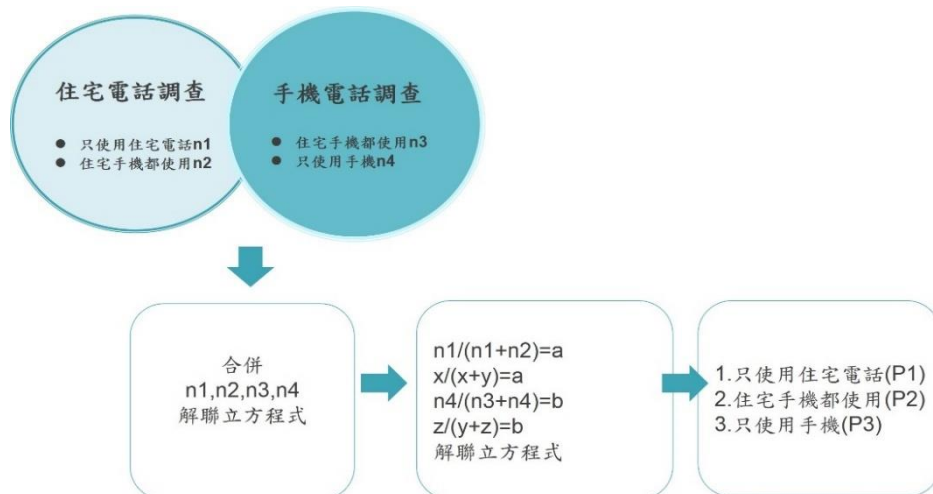 住宅電話調查
● 只使用住宅電話n1
● 住宅手機都使用n2
手機電話調查
● 住宅手機都使用n3
● 只使用手機n4
合併
n1,n2,n3,n4
解聯立方程式
n1/(n1+n2)=a
x/(x+y)=a
n4/(n3+n4)=b
z/(y+z)=b
解聯立方程式
1.只使用住宅電話(P1)
2.住宅手機都使用(P2)
3.只使用手機(P3)